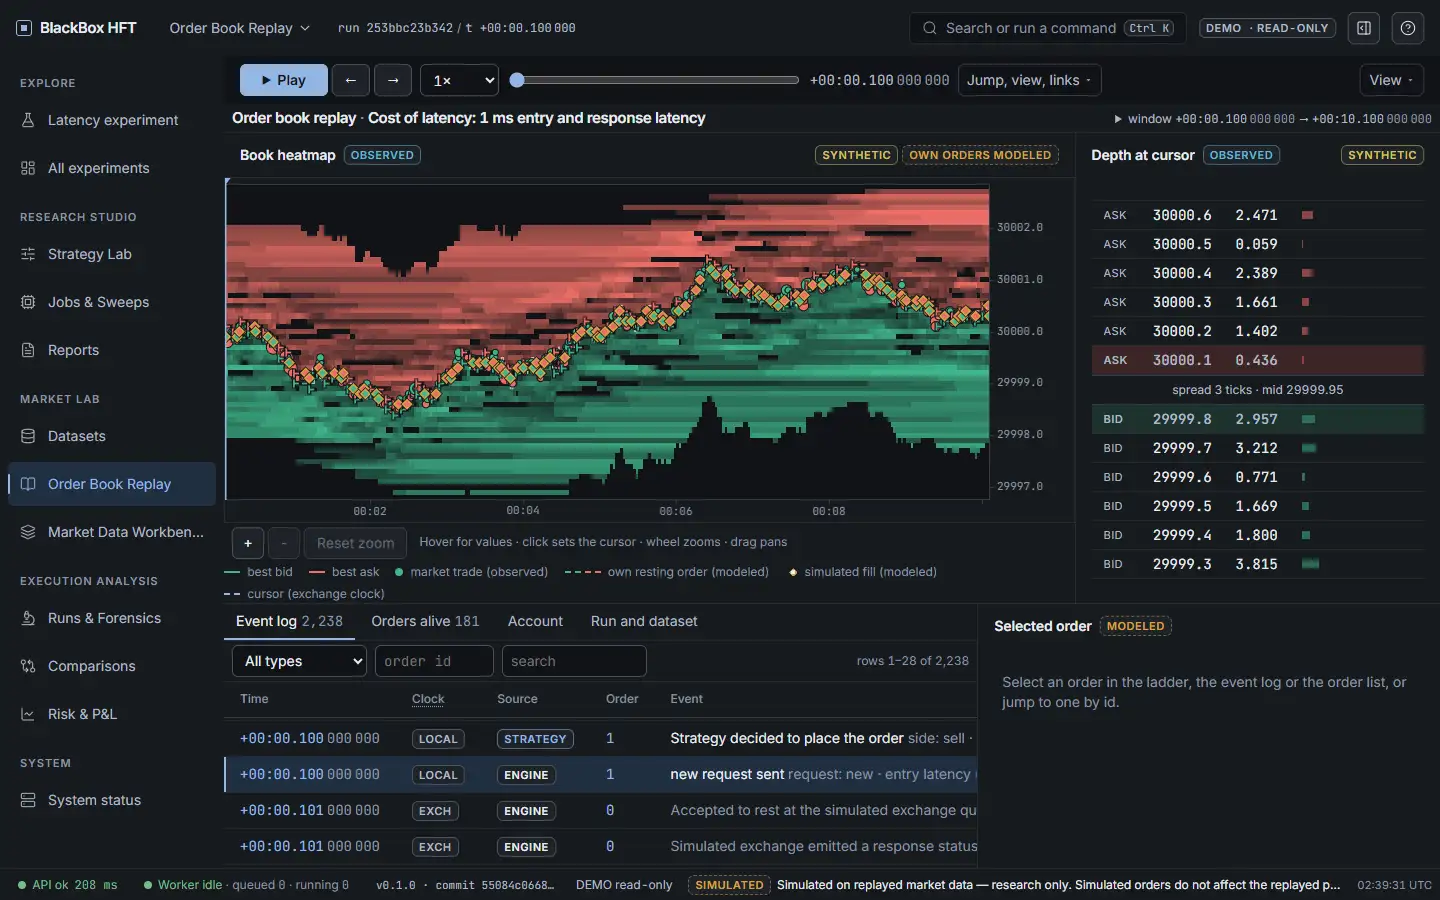 BlackBox HFT
Order Book Replay
run 253bbc23b342 / t +00:00.100 000
Search or run a command Ctrl K
DEMO · READ-ONLY
EXPLORE
Latency experiment
All experiments
RESEARCH STUDIO
Strategy Lab
Jobs & Sweeps
Reports
MARKET LAB
Datasets
Order Book Replay
Market Data Workben...
EXECUTION ANALYSIS
Runs & Forensics
Comparisons
Risk & P&L
SYSTEM
System status
Play ← → 1× +00:00.100 000 000 Jump, view, links View
Order book replay · Cost of latency: 1 ms entry and response latency
window +00:00.100 000 000 → +00:10.100 000 000
Book heatmap OBSERVED SYNTHETIC OWN ORDERS MODELED
30002.0
30001.0
30000.0
29999.0
29998.0
29997.0
00:02 00:04 00:06 00:08
+ - Reset zoom Hover for values · click sets the cursor · wheel zooms · drag pans
best bid best ask market trade (observed) own resting order (modeled) simulated fill (modeled)
cursor (exchange clock)
Depth at cursor OBSERVED SYNTHETIC
ASK 30000.6 2.471
ASK 30000.5 0.059
ASK 30000.4 2.389
ASK 30000.3 1.661
ASK 30000.2 1.402
ASK 30000.1 0.436
spread 3 ticks · mid 29999.95
BID 29999.8 2.957
BID 29999.7 3.212
BID 29999.6 0.771
BID 29999.5 1.669
BID 29999.4 1.800
BID 29999.3 3.815
Event log 2,238 Orders alive 181 Account Run and dataset
All types order id search rows 1–28 of 2,238
Time Clock Source Order Event
+00:00.100 000 000 LOCAL STRATEGY 1 Strategy decided to place the order side: sell ·
+00:00.100 000 000 LOCAL ENGINE 1 new request sent request: new · entry latency
+00:00.101 000 000 EXCH ENGINE 0 Accepted to rest at the simulated exchange qu
+00:00.101 000 000 EXCH ENGINE 0 Simulated exchange emitted a response status
Selected order MODELED
Select an order in the ladder, the event log or the order list, or
jump to one by id.
API ok 208 ms Worker idle · queued 0 · running 0 v0.1.0 · commit 55084c0668… DEMO read-only SIMULATED Simulated on replayed market data — research only. Simulated orders do not affect the replayed p... 02:39:31 UTC